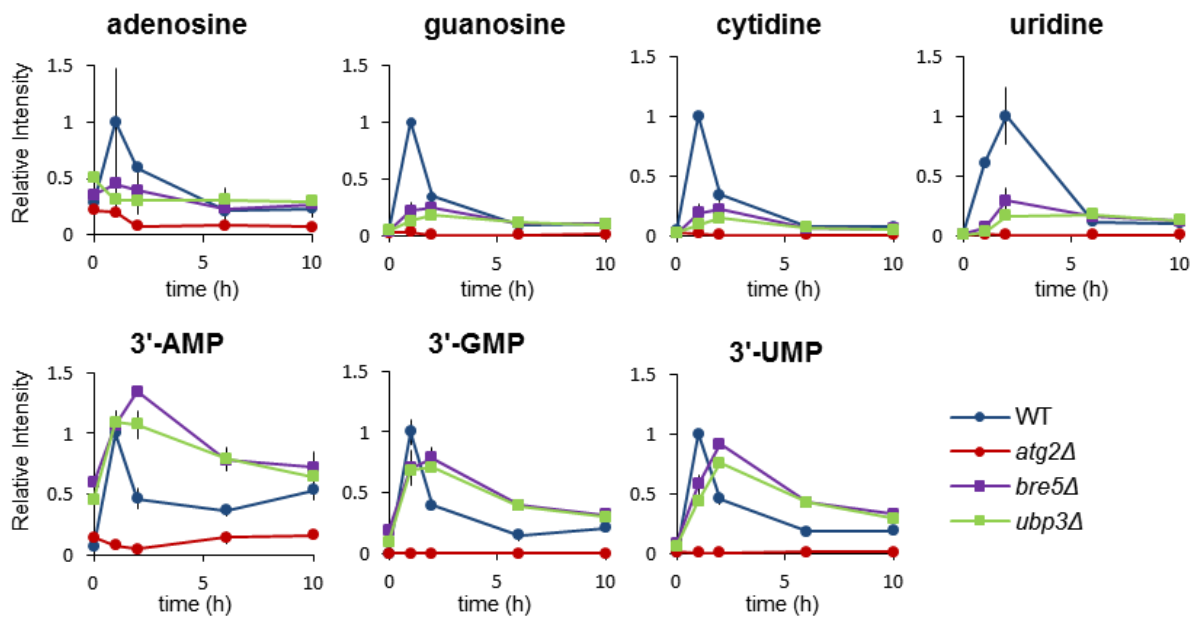 adenosine
guanosine
cytidine
uridine
Relative Intensity
1.5
1
0.5
0
0
5
10
time (h)
1.5
1
0.5
0
0
5
10
time (h)
1.5
1
0.5
0
0
5
10
time (h)
1.5
1
0.5
0
0
5
10
time (h)
3'-AMP
3'-GMP
3'-UMP
Relative Intensity
1.5
1
0.5
0
0
5
10
time (h)
1.5
1
0.5
0
0
5
10
time (h)
1.5
1
0.5
0
0
5
10
time (h)
WT
atg2Δ
bre5Δ
ubp3Δ